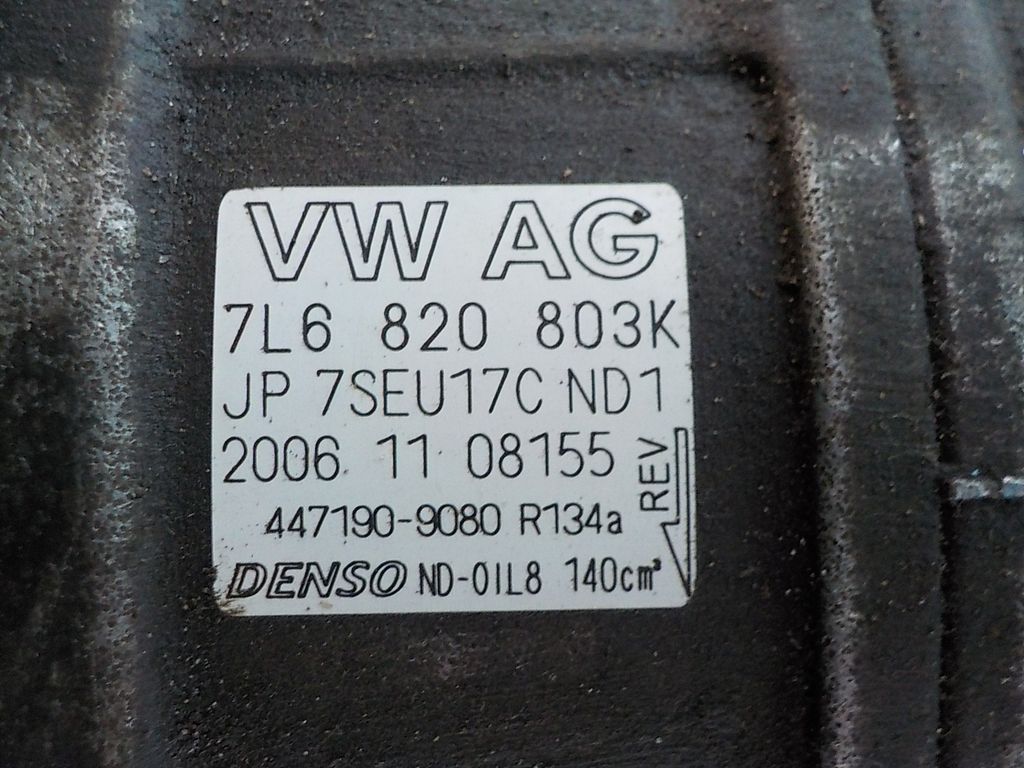 VW AG
7L6 820 803K
JP 7SEU17C ND1
2006 11 08155
REV
447190-9080 R134a
DENSO ND-OIL8 140cm³